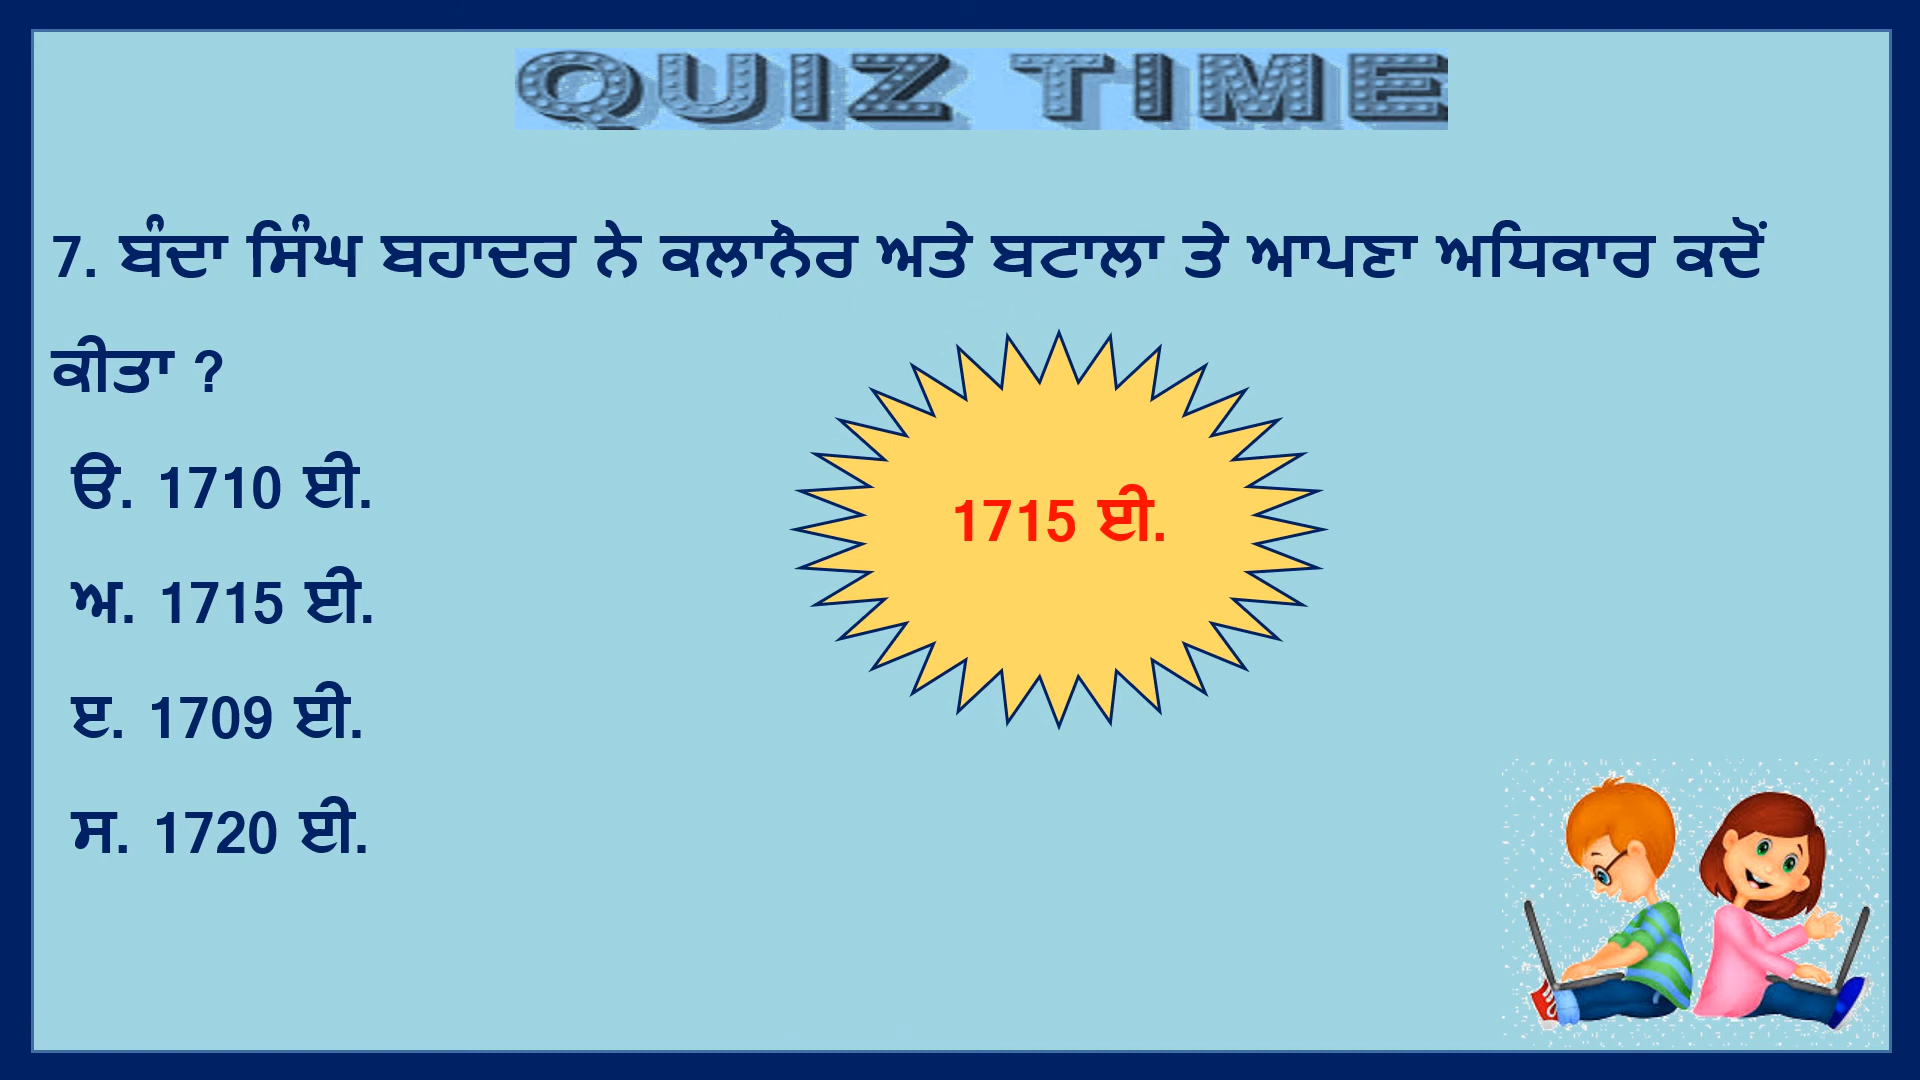 QUIZ TIME
7. ਬੰਦਾ ਸਿੰਘ ਬਹਾਦਰ ਨੇ ਕਲਾਨੌਰ ਅਤੇ ਬਟਾਲਾ ਤੇ ਆਪਣਾ ਅਧਿਕਾਰ ਕਦੋਂ
ਕੀਤਾ ?
ੳ. 1710 ਈ.
ਅ. 1715 ਈ.
ੲ. 1709 ਈ.
ਸ. 1720 ਈ.
1715 ਈ.